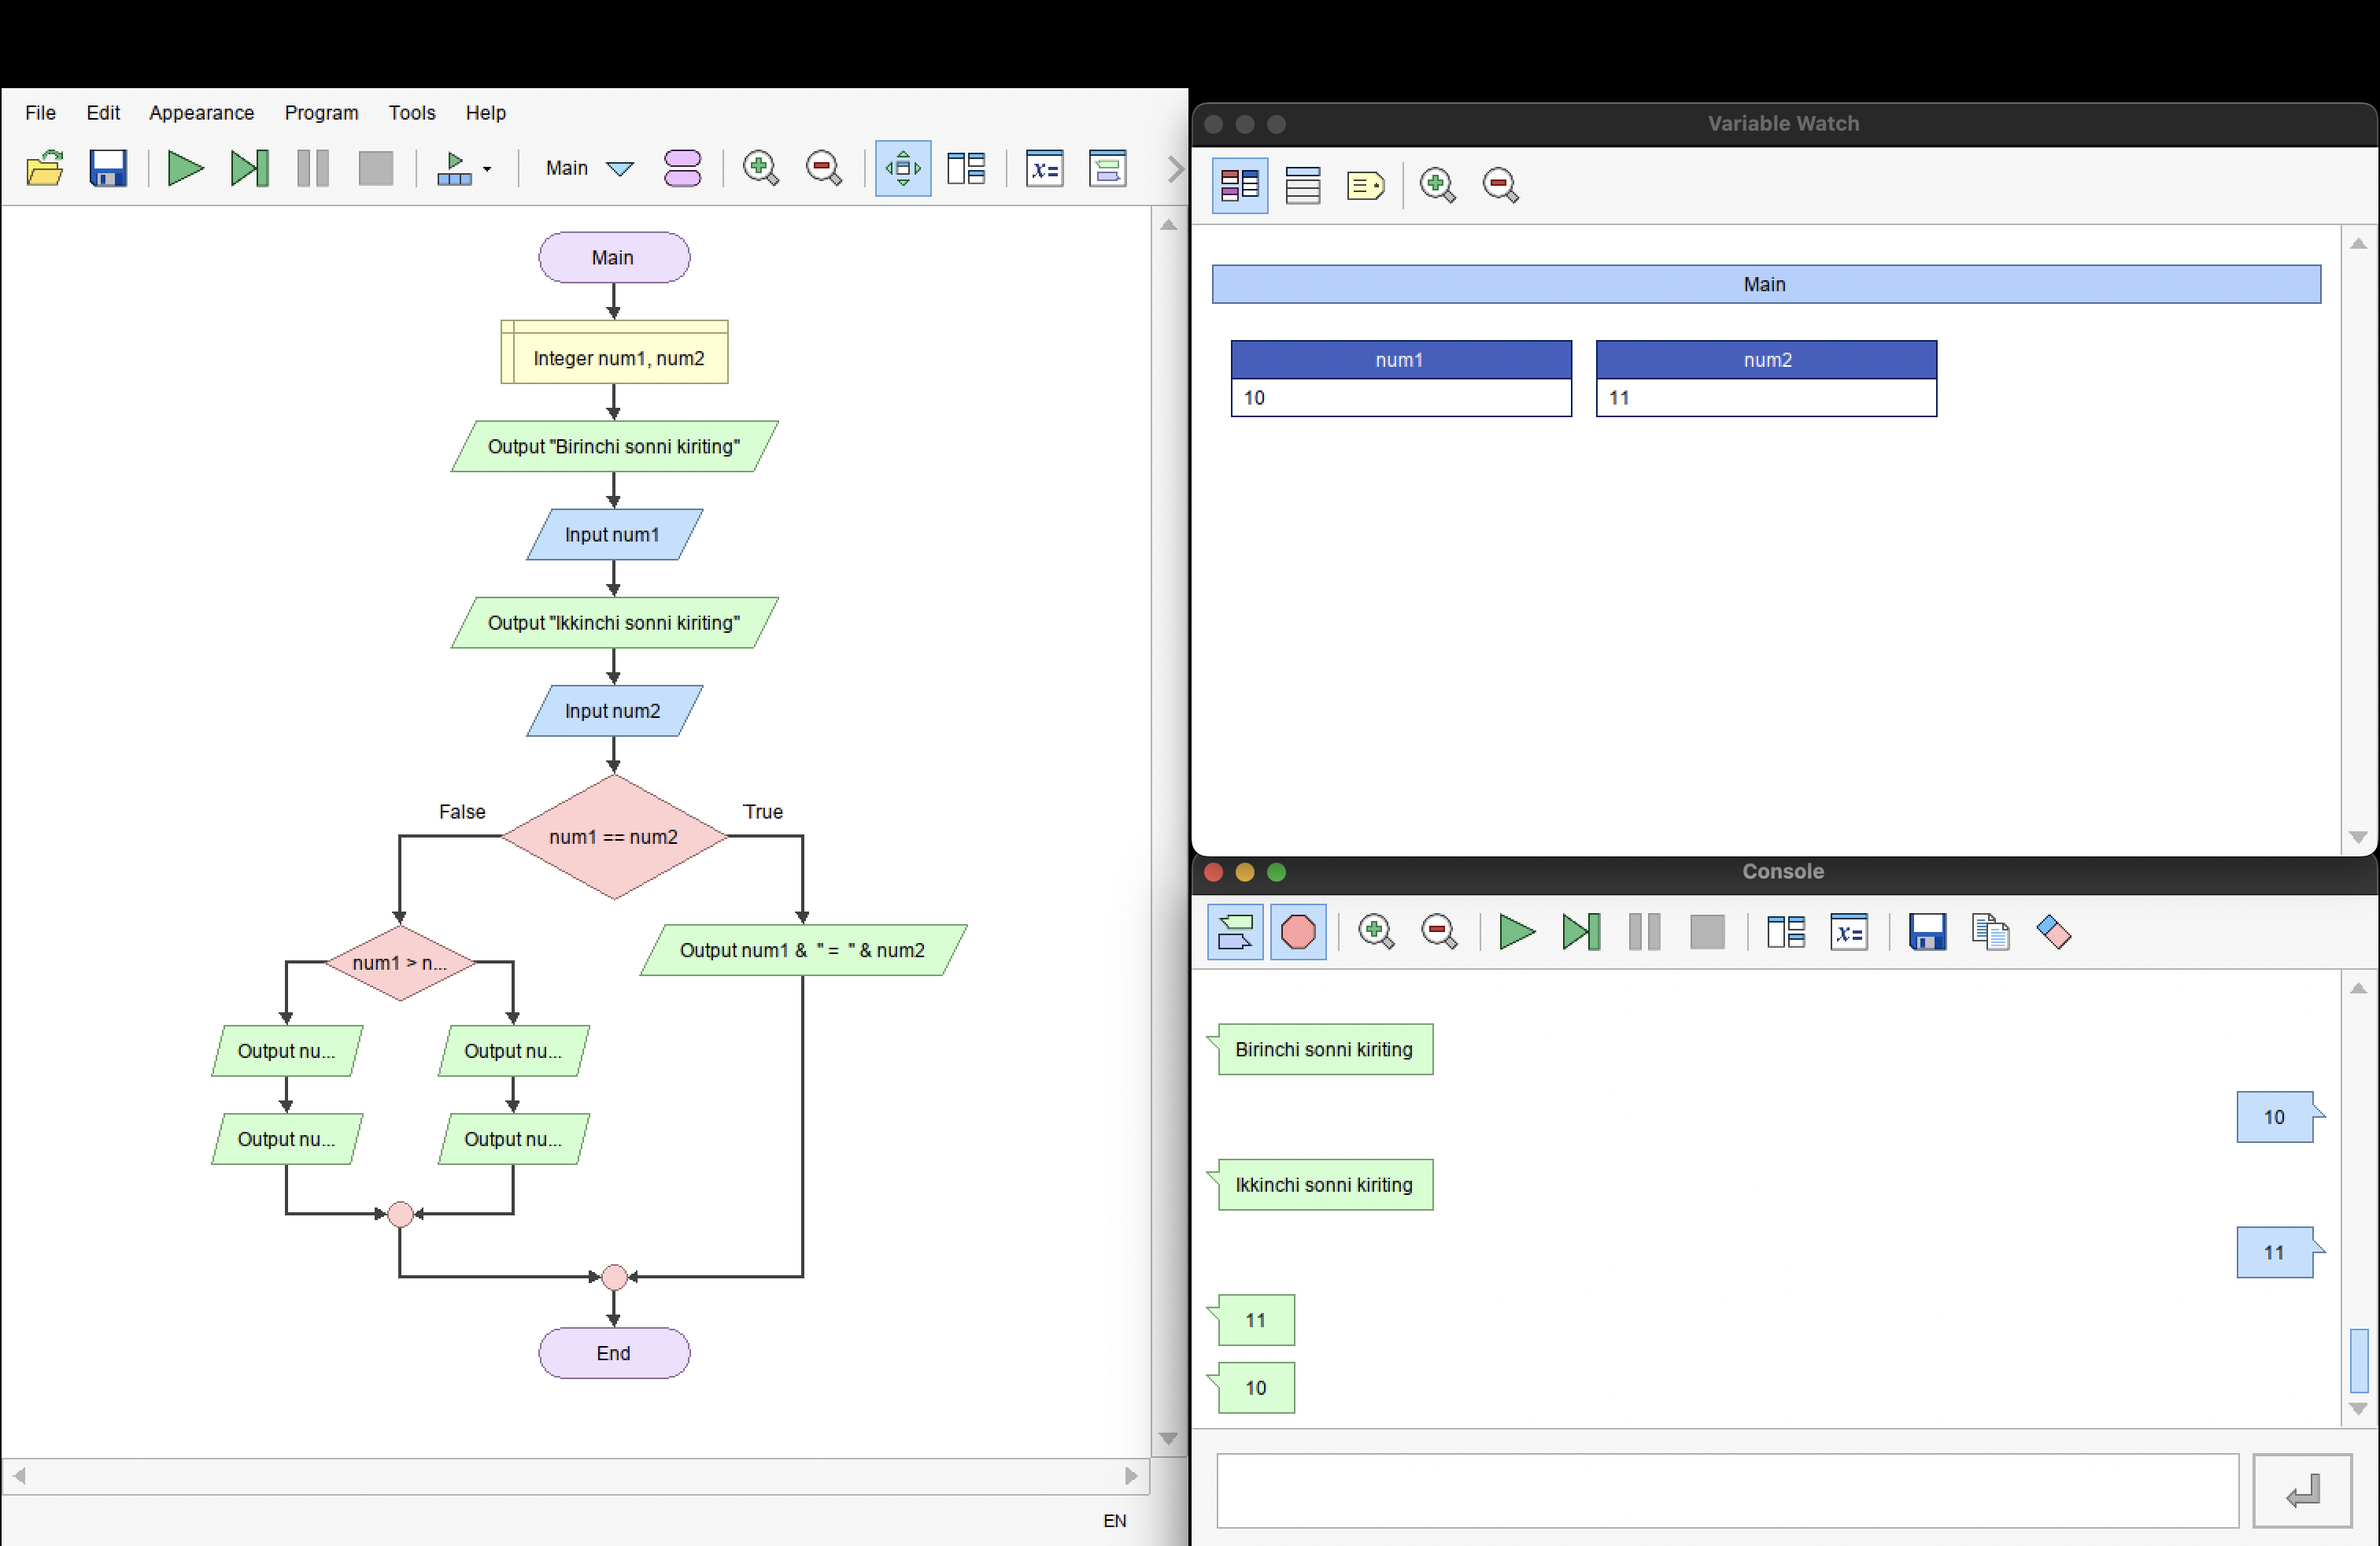 File Edit Appearance Program Tools Help
Main
Main
Integer num1, num2
Output "Birinchi sonni kiriting"
Input num1
Output "Ikkinchi sonni kiriting"
Input num2
False
True
num1 == num2
num1 > n...
Output num1 & " = " & num2
Output nu...
Output nu...
Output nu...
Output nu...
End
EN
Variable Watch
Main
num1
num2
10
11
Console
Birinchi sonni kiriting
10
Ikkinchi sonni kiriting
11
11
10